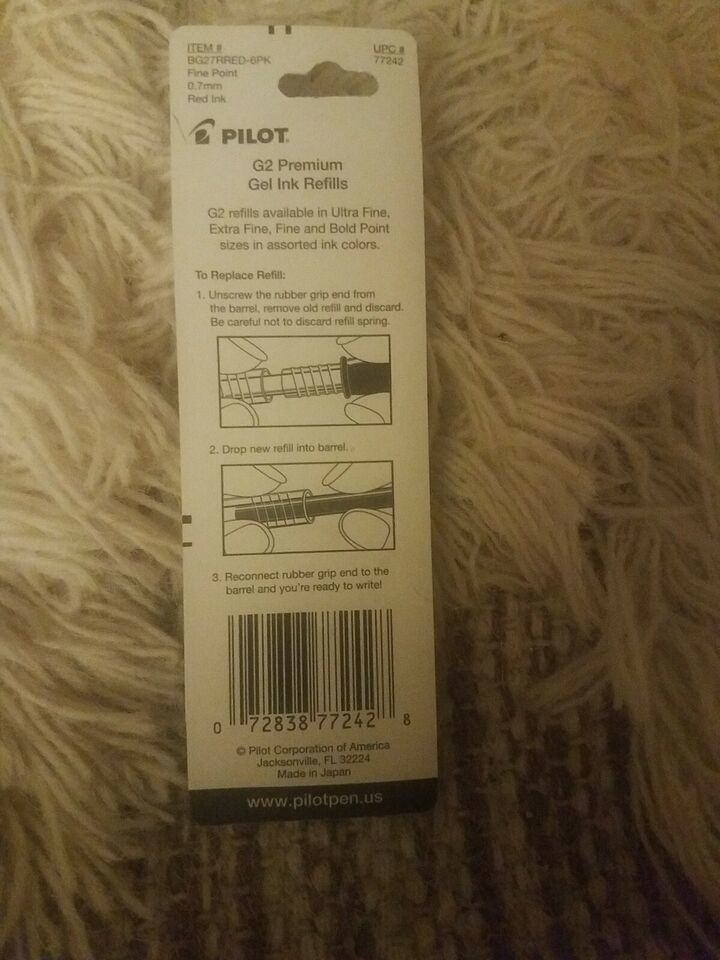 ITEM #
BG27RRED-6PK
Fine Point
0.7mm
Red Ink
UPC #
77242
PILOT
G2 Premium
Gel Ink Refills
G2 refills available in Ultra Fine,
Extra Fine, Fine and Bold Point
sizes in assorted ink colors.
To Replace Refill:
1. Unscrew the rubber grip end from
the barrel, remove old refill and discard.
Be careful not to discard refill spring.
2. Drop new refill into barrel.
3. Reconnect rubber grip end to the
barrel and you're ready to write!
0 72838 77242 8
© Pilot Corporation of America
Jacksonville, FL 32224
Made in Japan
www.pilotpen.us